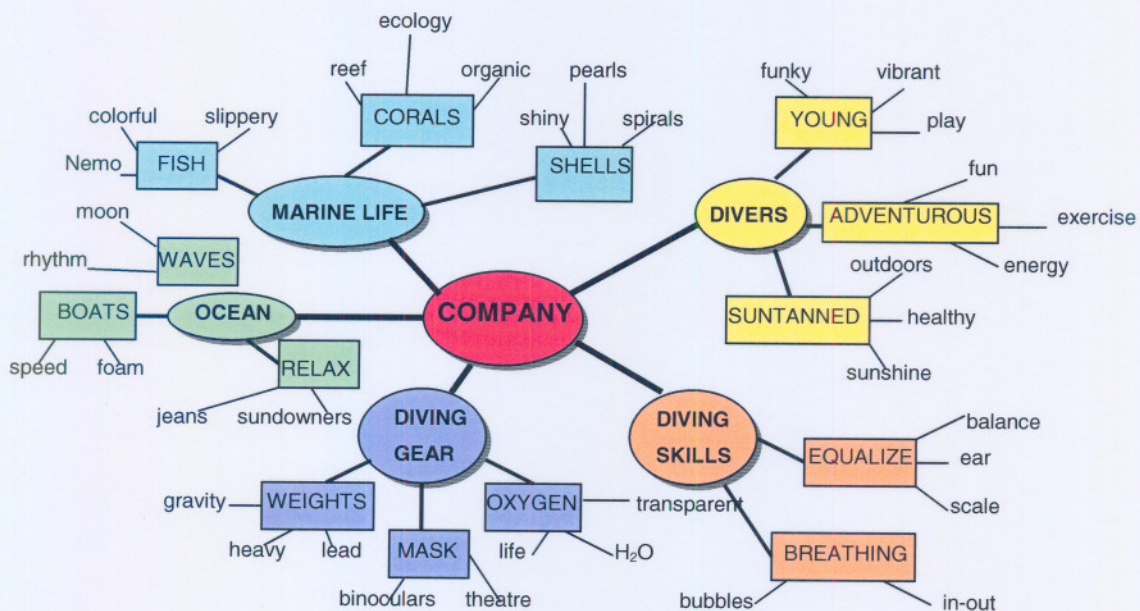 ecology
reef
organic
pearls
funky
vibrant
colorful
slippery
CORALS
shiny
spirals
YOUNG
play
Nemo
FISH
SHELLS
fun
moon
MARINE LIFE
DIVERS
ADVENTUROUS
exercise
rhythm
WAVES
outdoors
energy
BOATS
OCEAN
COMPANY
SUNTANNED
healthy
speed
foam
RELAX
sunshine
jeans
sundowners
DIVING
GEAR
DIVING
SKILLS
balance
EQUALIZE
ear
gravity
WEIGHTS
OXYGEN
transparent
scale
heavy
lead
MASK
life
H₂O
BREATHING
binoculars
theatre
bubbles
in-out